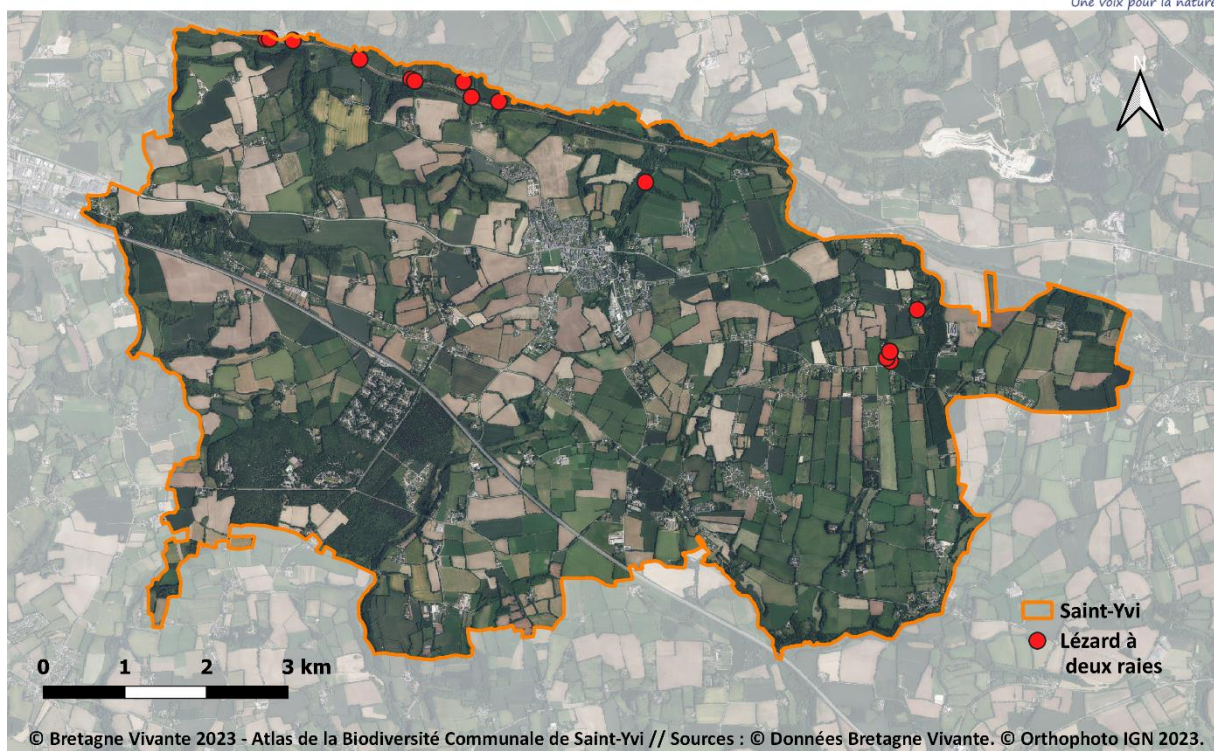 Une voix pour la nature
N
Saint-Yvi
Lézard à
deux raies
0 1 2 3 km
© Bretagne Vivante 2023 - Atlas de la Biodiversité Communale de Saint-Yvi // Sources : © Données Bretagne Vivante. © Orthophoto IGN 2023.